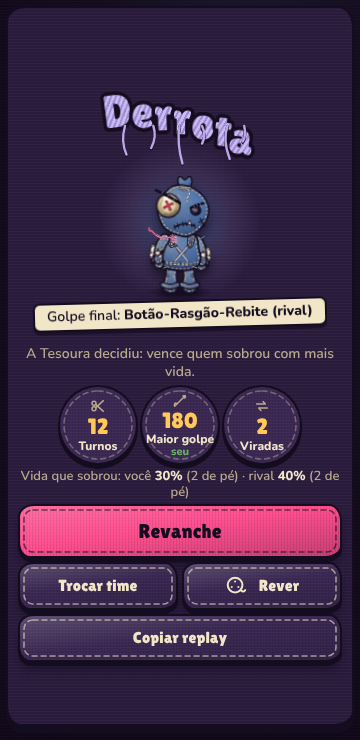 Derrota
Golpe final: Botão-Rasgão-Rebite (rival)
A Tesoura decidiu: vence quem sobrou com mais
vida.
12
Turnos
180
Maior golpe
seu
2
Viradas
Vida que sobrou: você 30% (2 de pé) · rival 40% (2 de
pé)
Revanche
Trocar time
Rever
Copiar replay